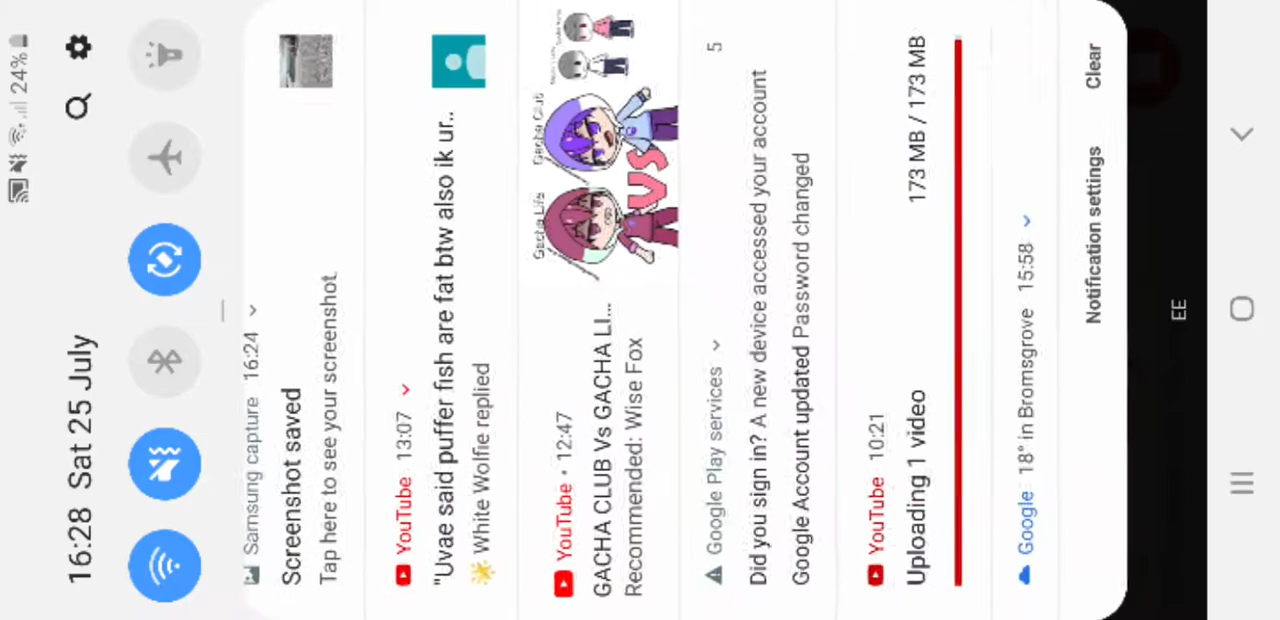 24%
16:28 Sat 25 July
Samsung capture 16:24
Screenshot saved
Tap here to see your screenshot.
YouTube 13:07
"Uvae said puffer fish are fat btw also ik ur..
White Wolfie replied
YouTube • 12:47
GACHA CLUB Vs GACHA LI...
Recommended: Wise Fox
Gacha Life
Gacha Club
VS
Google Play services
5
Did you sign in? A new device accessed your account
Google Account updated Password changed
YouTube 10:21
Uploading 1 video
173 MB / 173 MB
Google 18° in Bromsgrove 15:58
Notification settings
Clear
EE